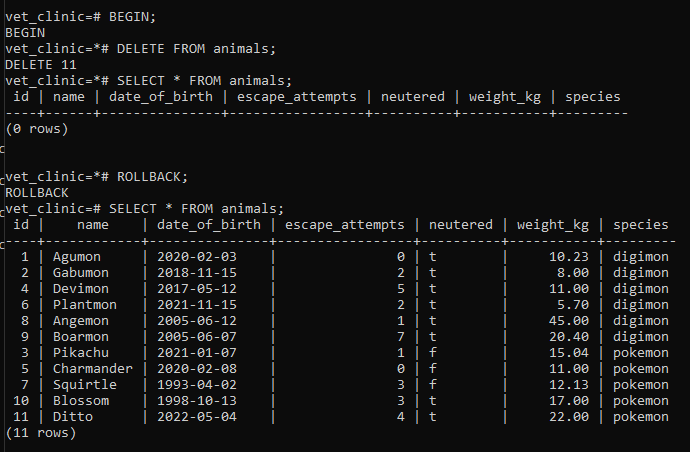 vet_clinic=# BEGIN;
BEGIN
vet_clinic=*# DELETE FROM animals;
DELETE 11
vet_clinic=*# SELECT * FROM animals;
 id | name | date_of_birth | escape_attempts | neutered | weight_kg | species
----+------+---------------+-----------------+----------+-----------+---------
(0 rows)
vet_clinic=*# ROLLBACK;
ROLLBACK
vet_clinic=# SELECT * FROM animals;
 id |    name    | date_of_birth | escape_attempts | neutered | weight_kg | species
----+------------+---------------+-----------------+----------+-----------+---------
  1 | Agumon     | 2020-02-03    |               0 | t        |     10.23 | digimon
  2 | Gabumon    | 2018-11-15    |               2 | t        |      8.00 | digimon
  4 | Devimon    | 2017-05-12    |               5 | t        |     11.00 | digimon
  6 | Plantmon   | 2021-11-15    |               2 | t        |      5.70 | digimon
  8 | Angemon    | 2005-06-12    |               1 | t        |     45.00 | digimon
  9 | Boarmon    | 2005-06-07    |               7 | t        |     20.40 | digimon
  3 | Pikachu    | 2021-01-07    |               1 | f        |     15.04 | pokemon
  5 | Charmander | 2020-02-08    |               0 | f        |     11.00 | pokemon
  7 | Squirtle   | 1993-04-02    |               3 | f        |     12.13 | pokemon
 10 | Blossom    | 1998-10-13    |               3 | t        |     17.00 | pokemon
 11 | Ditto      | 2022-05-04    |               4 | t        |     22.00 | pokemon
(11 rows)